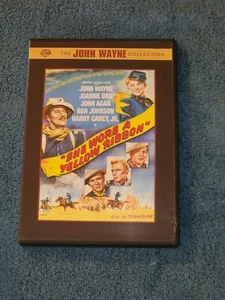 THE JOHN WAYNE COLLECTION
JOHN WAYNE
JOANNE DRU
JOHN AGAR
BEN JOHNSON
HARRY CAREY, JR.
"SHE WORE A
YELLOW RIBBON"